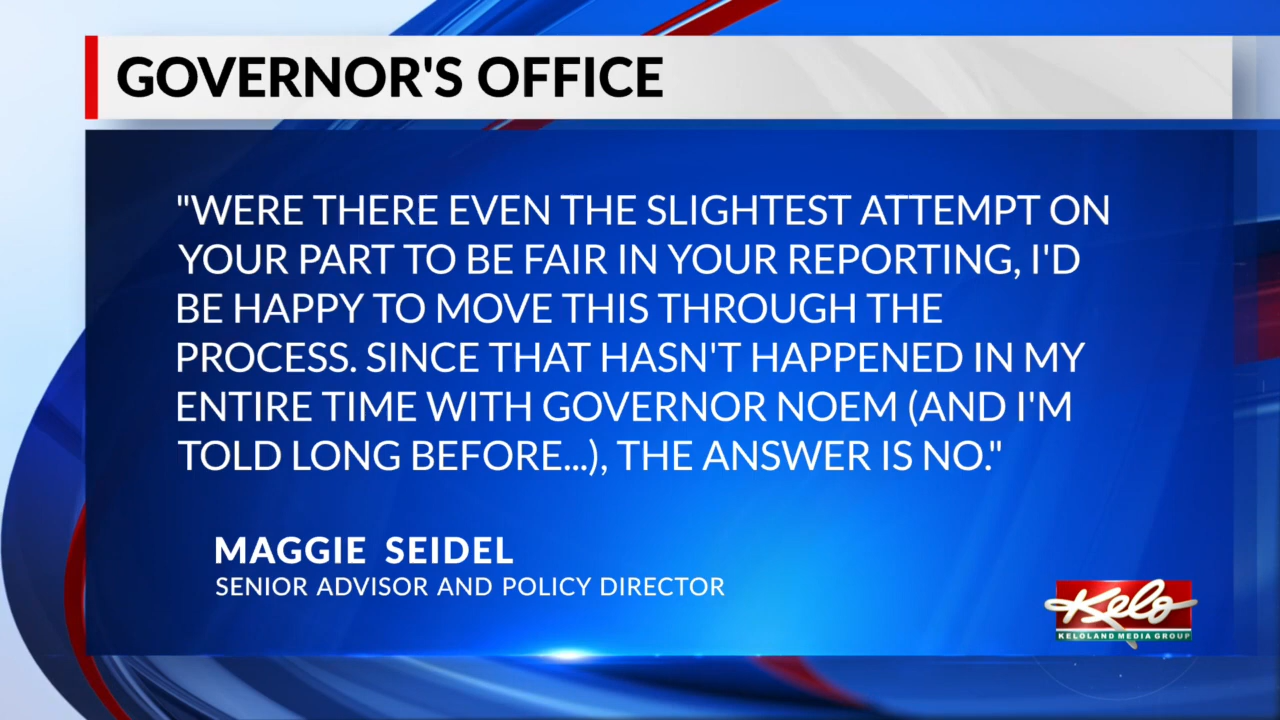 GOVERNOR'S OFFICE
"WERE THERE EVEN THE SLIGHTEST ATTEMPT ON
YOUR PART TO BE FAIR IN YOUR REPORTING, I'D
BE HAPPY TO MOVE THIS THROUGH THE
PROCESS. SINCE THAT HASN'T HAPPENED IN MY
ENTIRE TIME WITH GOVERNOR NOEM (AND I'M
TOLD LONG BEFORE...), THE ANSWER IS NO."
MAGGIE SEIDEL
SENIOR ADVISOR AND POLICY DIRECTOR
Kelo
KELOLAND MEDIA GROUP